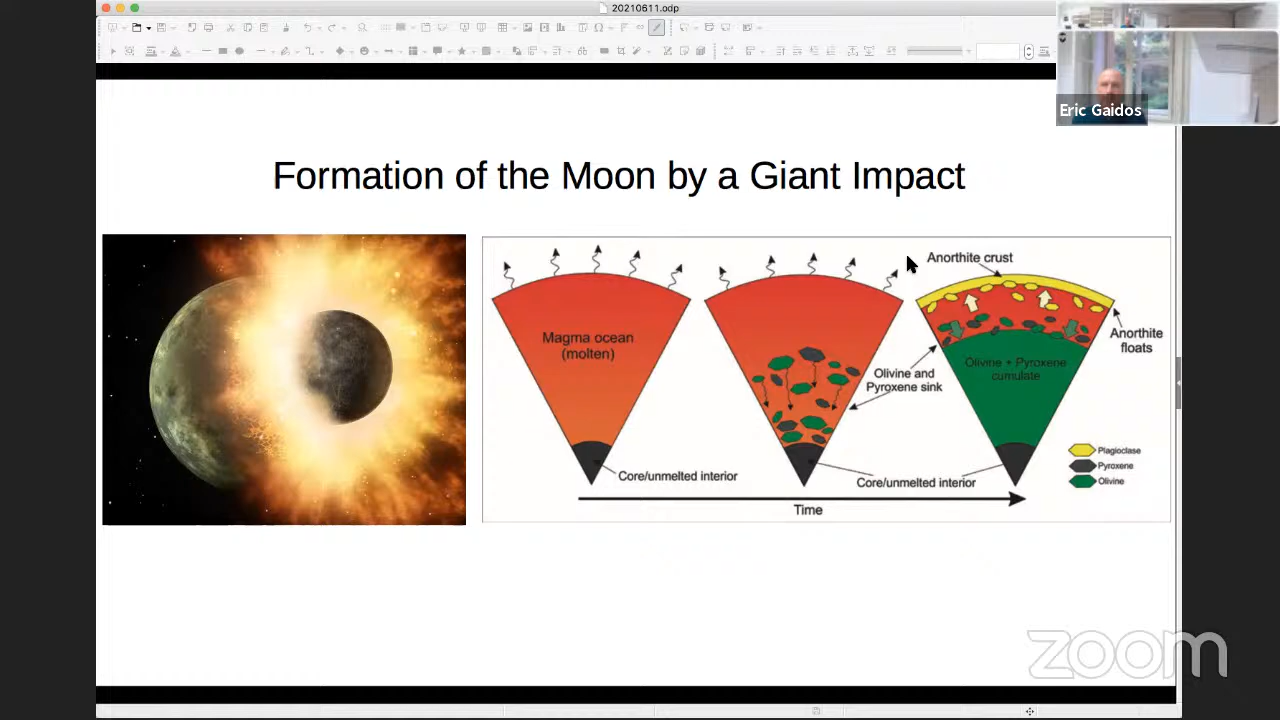 20210611.odp
Eric Gaidos
Formation of the Moon by a Giant Impact
Magma ocean
(molten)
Core/unmelted interior
Olivine and
Pyroxene sink
Core/unmelted interior
Anorthite crust
Anorthite
floats
Olivine + Pyroxene
cumulate
Plagioclase
Pyroxene
Olivine
Time
zoom